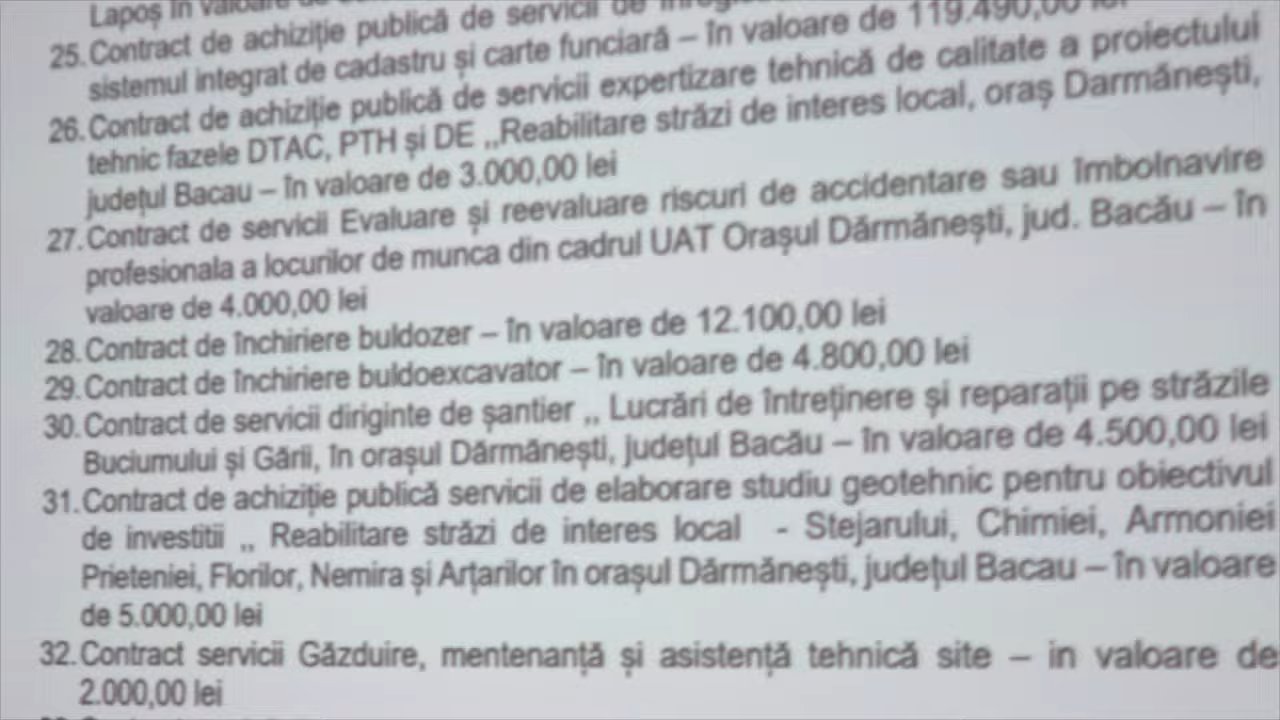 Lapoș în valoare de
25. Contract de achiziție publică de servicii de
sistemul integrat de cadastru și carte funciară – în valoare de 119.490,00 lei
26. Contract de achiziție publică de servicii expertizare tehnică de calitate a proiectului
tehnic fazele DTAC, PTH și DE ,,Reabilitare străzi de interes local, oraș Darmănești,
județul Bacau – în valoare de 3.000,00 lei
27. Contract de servicii Evaluare și reevaluare riscuri de accidentare sau îmbolnavire
profesionala a locurilor de munca din cadrul UAT Orașul Dărmănești, jud. Bacău – în
valoare de 4.000,00 lei
28. Contract de închiriere buldozer – în valoare de 12.100,00 lei
29. Contract de închiriere buldoexcavator – în valoare de 4.800,00 lei
30. Contract de servicii diriginte de șantier ,, Lucrări de întreținere și reparații pe străzile
Buciumului și Gării, în orașul Dărmănești, județul Bacău – în valoare de 4.500,00 lei
31. Contract de achiziție publică servicii de elaborare studiu geotehnic pentru obiectivul
de investitii ,, Reabilitare străzi de interes local - Stejarului, Chimiei, Armoniei
Prieteniei, Florilor, Nemira și Arțarilor în orașul Dărmănești, județul Bacau – în valoare
de 5.000,00 lei
32. Contract servicii Găzduire, mentenanță și asistență tehnică site – in valoare de
2.000,00 lei